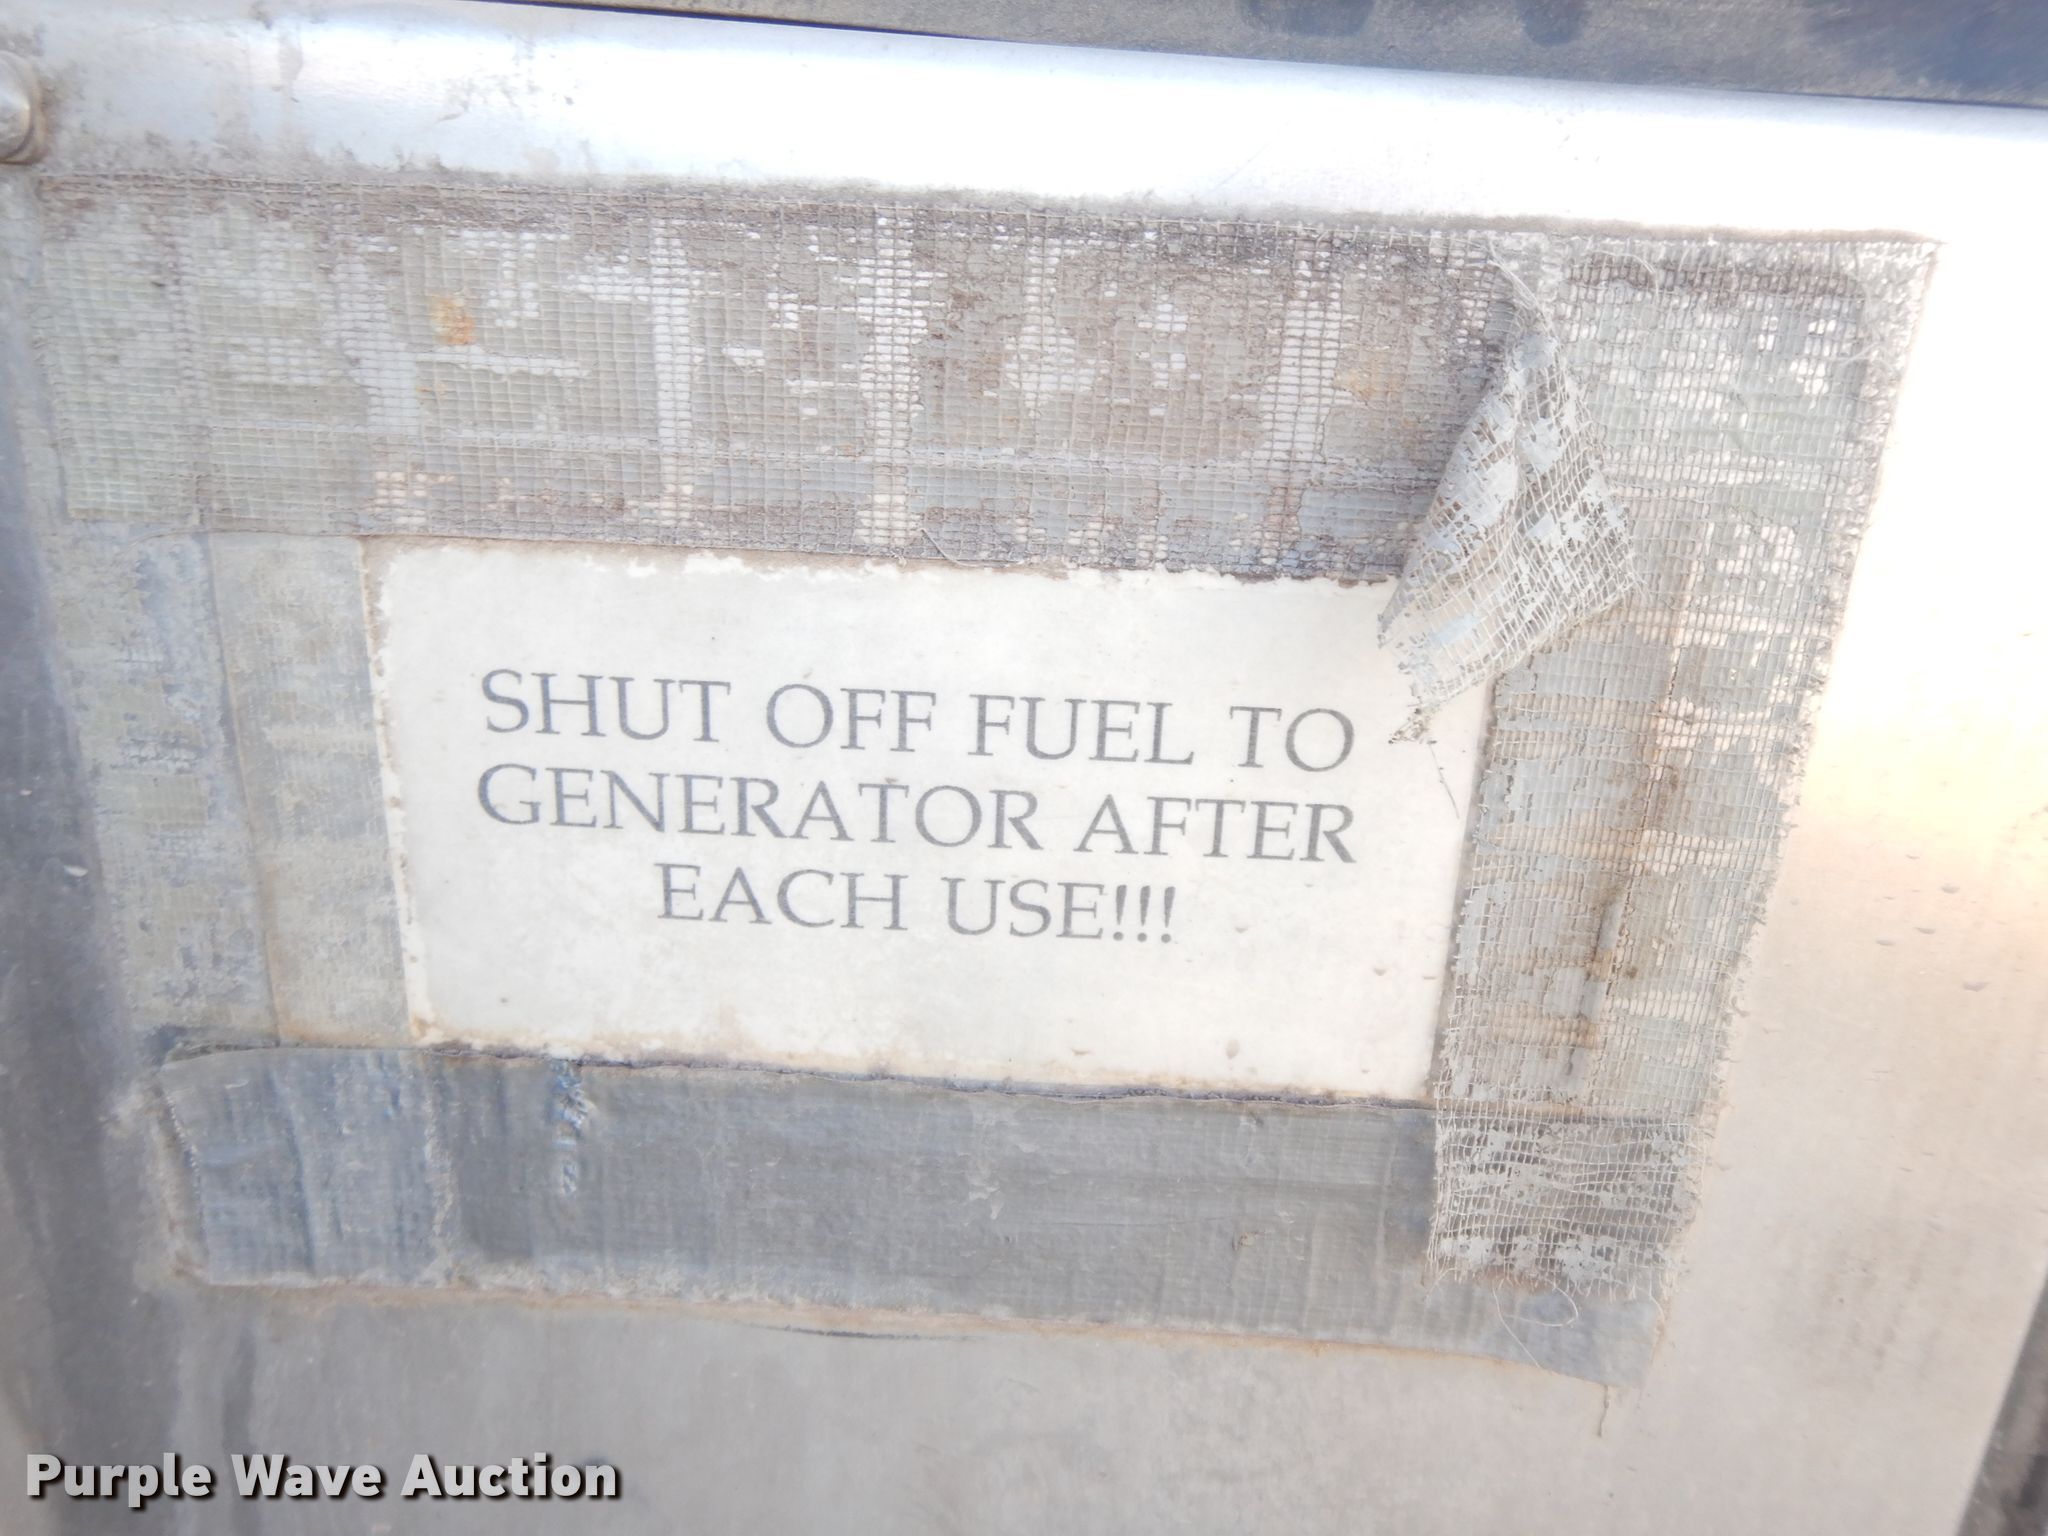 SHUT OFF FUEL TO
GENERATOR AFTER
EACH USE!!!
Purple Wave Auction